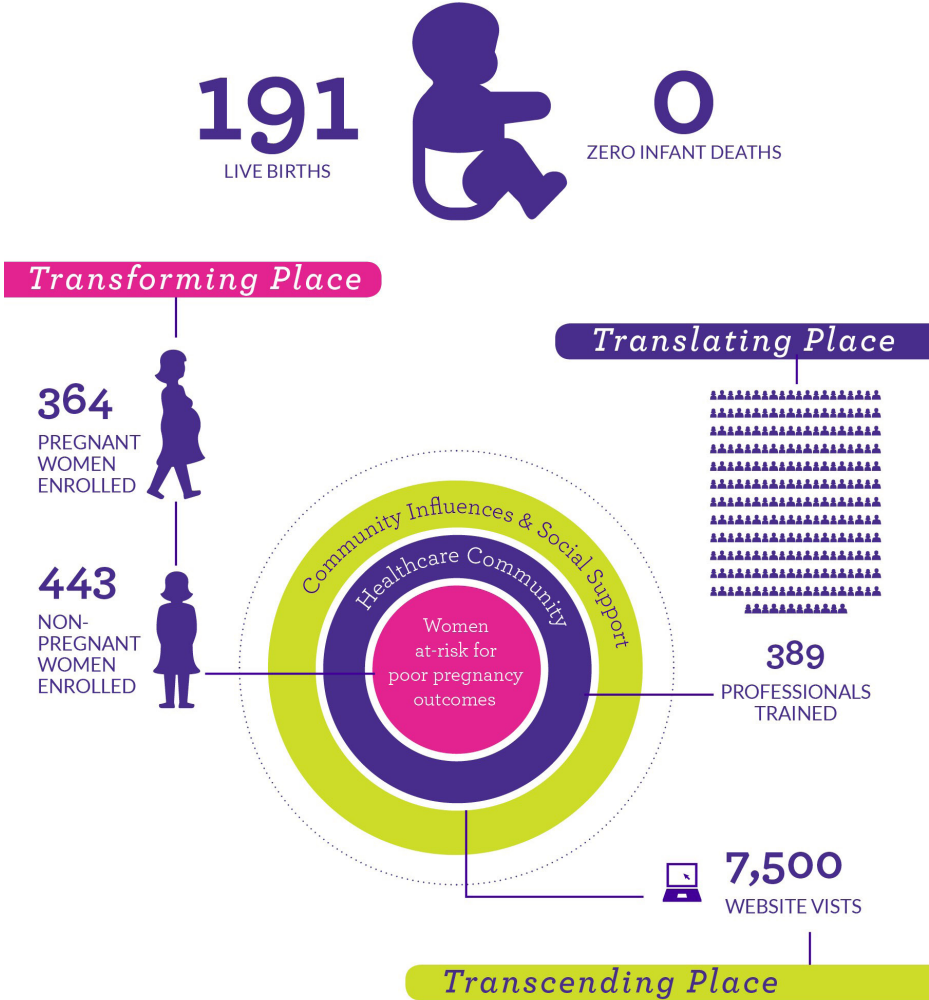 191
LIVE BIRTHS
0
ZERO INFANT DEATHS
Transforming Place
364
PREGNANT
WOMEN
ENROLLED
443
NON-
PREGNANT
WOMEN
ENROLLED
Translating Place
389
PROFESSIONALS
TRAINED
Community Influences & Social Support
Healthcare Community
Women
at-risk for
poor pregnancy
outcomes
7,500
WEBSITE VISTS
Transcending Place